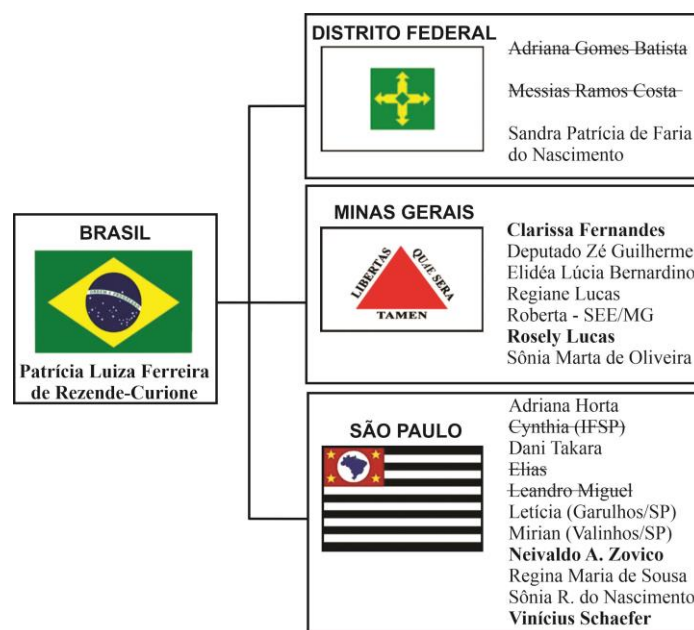 DISTRITO FEDERAL
Adriana Gomes Batista
Messias Ramos Costa
Sandra Patrícia de Faria
do Nascimento
BRASIL
Patrícia Luiza Ferreira
de Rezende-Curione
MINAS GERAIS
LIBERTAS
QUÆ SERA
TAMEN
Clarissa Fernandes
Deputado Zé Guilherme
Elidéa Lúcia Bernardino
Regiane Lucas
Roberta - SEE/MG
Rosely Lucas
Sônia Marta de Oliveira
SÃO PAULO
Adriana Horta
Cynthia (IFSP)
Dani Takara
Elias
Leandro Miguel
Letícia (Garulhos/SP)
Mirian (Valinhos/SP)
Neivaldo A. Zovico
Regina Maria de Sousa
Sônia R. do Nascimento
Vinícius Schaefer